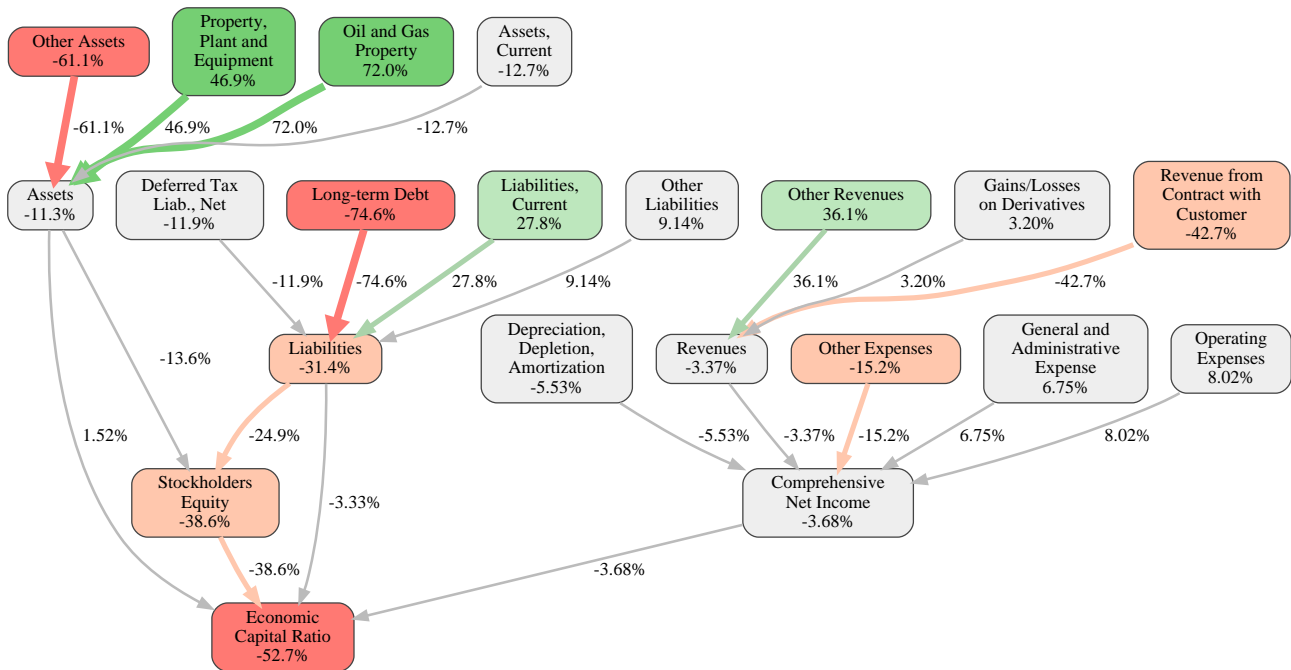 Other Assets
-61.1%
Property,
Plant and
Equipment
46.9%
Oil and Gas
Property
72.0%
Assets,
Current
-12.7%
-61.1%
46.9%
72.0%
-12.7%
Assets
-11.3%
Deferred Tax
Liab., Net
-11.9%
Long-term Debt
-74.6%
Liabilities,
Current
27.8%
Other
Liabilities
9.14%
Other Revenues
36.1%
Gains/Losses
on Derivatives
3.20%
Revenue from
Contract with
Customer
-42.7%
-11.9%
-74.6%
27.8%
9.14%
36.1%
3.20%
-42.7%
-13.6%
Liabilities
-31.4%
Depreciation,
Depletion,
Amortization
-5.53%
Revenues
-3.37%
Other Expenses
-15.2%
General and
Administrative
Expense
6.75%
Operating
Expenses
8.02%
1.52%
-24.9%
-5.53%
-3.37%
-15.2%
6.75%
8.02%
Stockholders
Equity
-38.6%
-3.33%
Comprehensive
Net Income
-3.68%
-38.6%
-3.68%
Economic
Capital Ratio
-52.7%